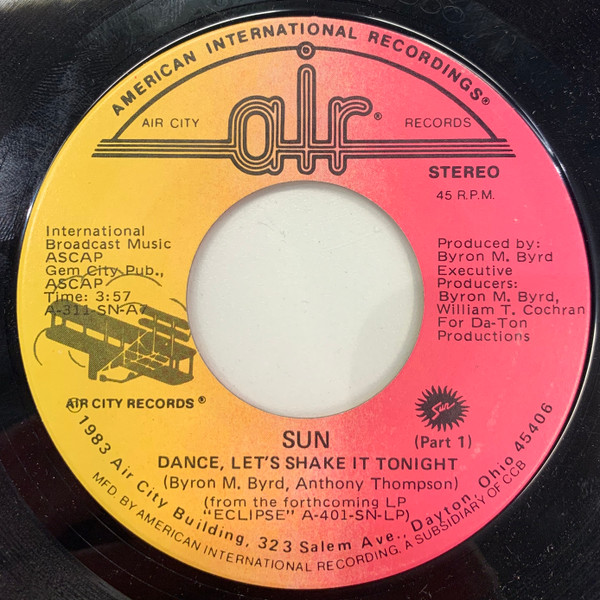 AMERICAN INTERNATIONAL RECORDINGS®
AIR CITY air® RECORDS
STEREO
45 R.P.M.
International
Broadcast Music
ASCAP
Gem City Pub.,
ASCAP
Time: 3:57
A-311-SN-A
AIR CITY RECORDS®
Produced by:
Byron M. Byrd
Executive
Producers:
Byron M. Byrd,
William T. Cochran
For Da-Ton
Productions
Sun
SUN
(Part 1)
DANCE, LET'S SHAKE IT TONIGHT
(Byron M. Byrd, Anthony Thompson)
(from the forthcoming LP
"ECLIPSE" A-401-SN-LP)
℗ 1983 Air City Building, 323 Salem Ave., Dayton, Ohio 45406
MFD. BY AMERICAN INTERNATIONAL RECORDING. A SUBSIDIARY OF CCB